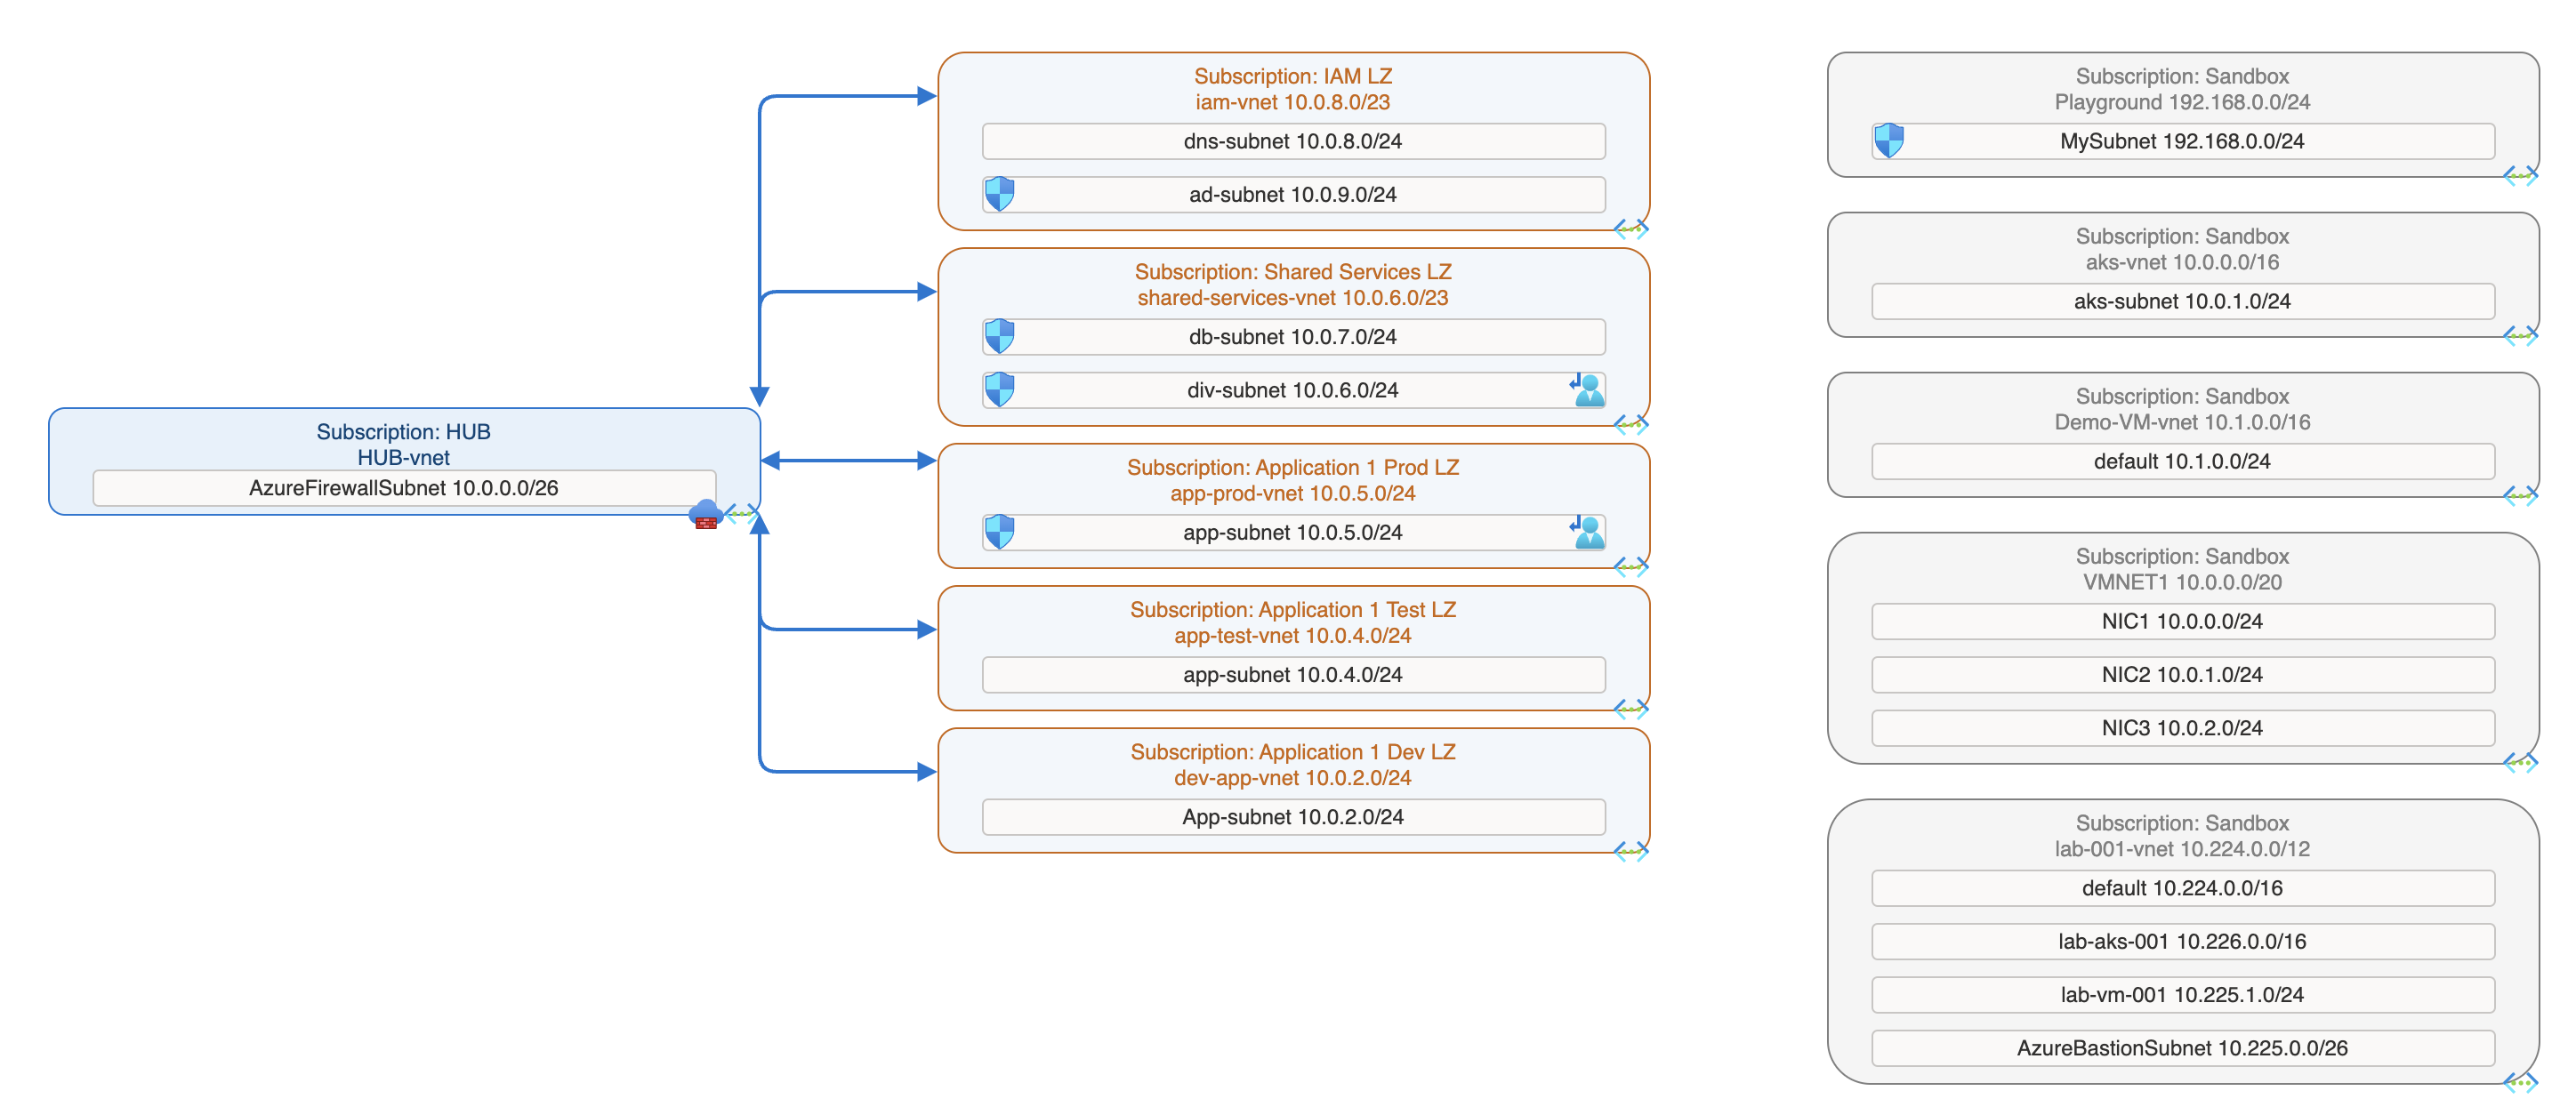 Subscription: HUB
HUB-vnet
AzureFirewallSubnet 10.0.0.0/26
Subscription: IAM LZ
iam-vnet 10.0.8.0/23
dns-subnet 10.0.8.0/24
ad-subnet 10.0.9.0/24
Subscription: Shared Services LZ
shared-services-vnet 10.0.6.0/23
db-subnet 10.0.7.0/24
div-subnet 10.0.6.0/24
Subscription: Application 1 Prod LZ
app-prod-vnet 10.0.5.0/24
app-subnet 10.0.5.0/24
Subscription: Application 1 Test LZ
app-test-vnet 10.0.4.0/24
app-subnet 10.0.4.0/24
Subscription: Application 1 Dev LZ
dev-app-vnet 10.0.2.0/24
App-subnet 10.0.2.0/24
Subscription: Sandbox
Playground 192.168.0.0/24
MySubnet 192.168.0.0/24
Subscription: Sandbox
aks-vnet 10.0.0.0/16
aks-subnet 10.0.1.0/24
Subscription: Sandbox
Demo-VM-vnet 10.1.0.0/16
default 10.1.0.0/24
Subscription: Sandbox
VMNET1 10.0.0.0/20
NIC1 10.0.0.0/24
NIC2 10.0.1.0/24
NIC3 10.0.2.0/24
Subscription: Sandbox
lab-001-vnet 10.224.0.0/12
default 10.224.0.0/16
lab-aks-001 10.226.0.0/16
lab-vm-001 10.225.1.0/24
AzureBastionSubnet 10.225.0.0/26